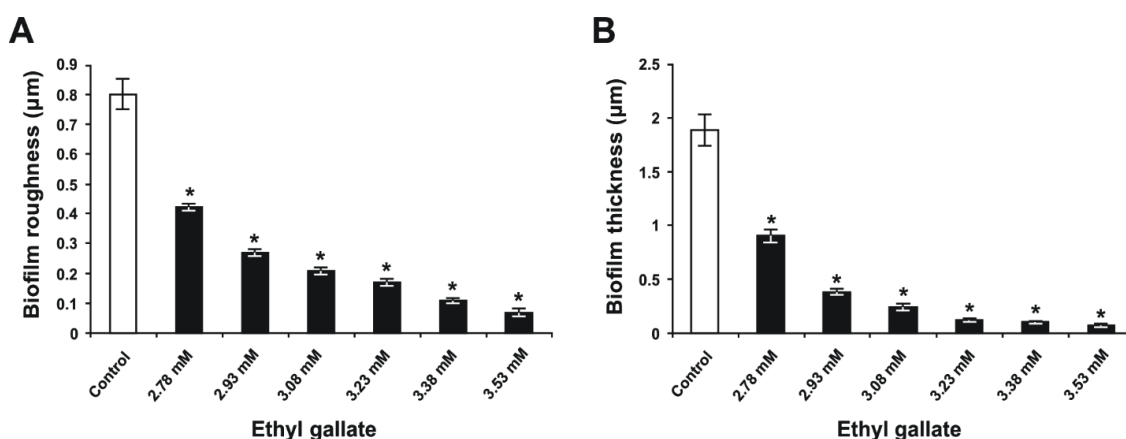 A
Biofilm roughness (µm)
0.9
0.8
0.7
0.6
0.5
0.4
0.3
0.2
0.1
0
*
*
*
*
*
*
Control
2.78 mM
2.93 mM
3.08 mM
3.23 mM
3.38 mM
3.53 mM
Ethyl gallate
B
Biofilm thickness (µm)
2.5
2
1.5
1
0.5
0
*
*
*
*
*
*
Control
2.78 mM
2.93 mM
3.08 mM
3.23 mM
3.38 mM
3.53 mM
Ethyl gallate